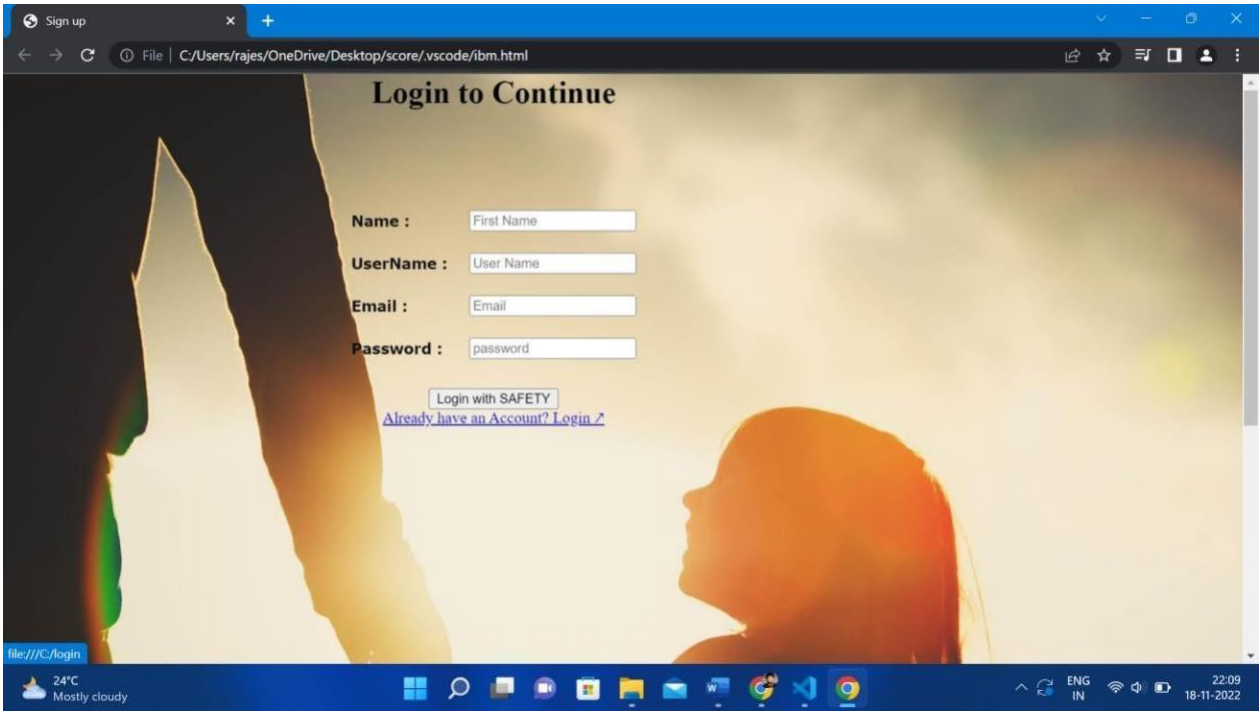 Sign up
File | C:/Users/rajes/OneDrive/Desktop/score/.vscode/ibm.html
Login to Continue
Name : First Name
UserName : User Name
Email : Email
Password : password
Login with SAFETY
Already have an Account? Login ↗
file:///C:/login
24°C
Mostly cloudy
ENG
IN
22:09
18-11-2022